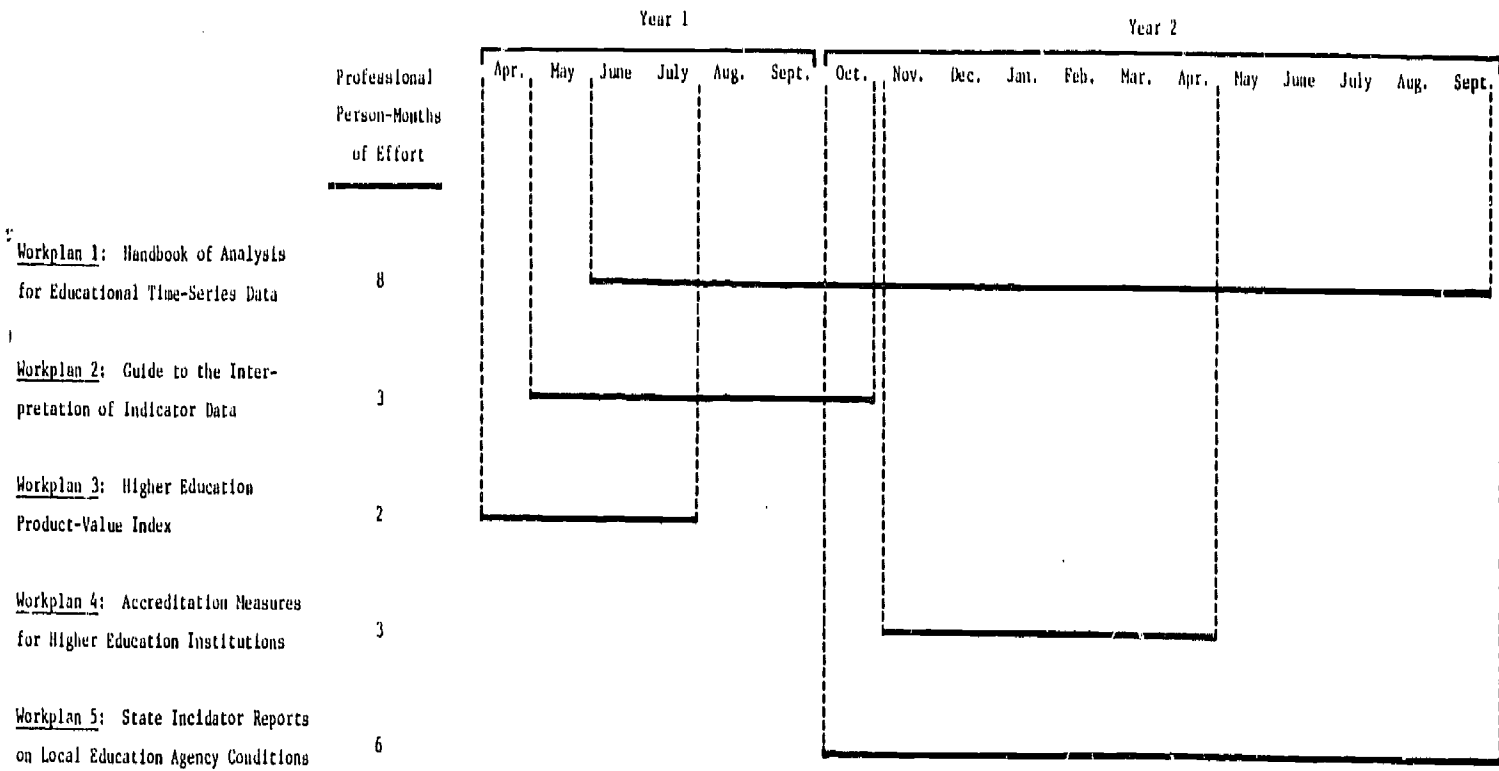 Year 1
Year 2
Apr. May June July Aug. Sept. Oct. Nov. Dec. Jan. Feb. Mar. Apr. May June July Aug. Sept.
Professional
Person-Months
of Effort
Workplan 1: Handbook of Analysis
for Educational Time-Series Data
8
Workplan 2: Guide to the Inter-
pretation of Indicator Data
3
Workplan 3: Higher Education
Product-Value Index
2
Workplan 4: Accreditation Measures
for Higher Education Institutions
3
Workplan 5: State Incidator Reports
on Local Education Agency Conditions
6